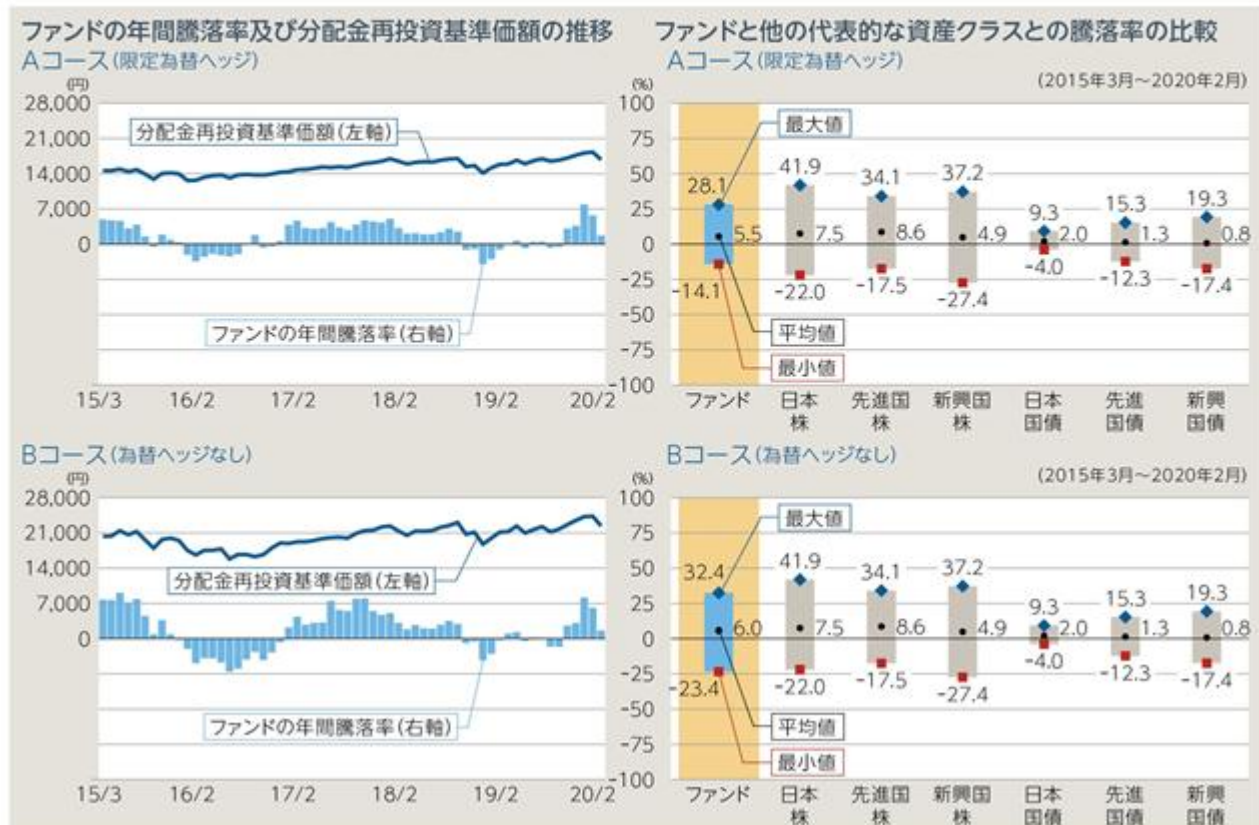 ファンドの年間騰落率及び分配金再投資基準価額の推移
Aコース(限定為替ヘッジ)
(円)
28,000
21,000
14,000
7,000
0
分配金再投資基準価額(左軸)
ファンドの年間騰落率(右軸)
(%)
100
75
50
25
0
-25
-50
-75
-100
15/3 16/2 17/2 18/2 19/2 20/2
ファンドと他の代表的な資産クラスとの騰落率の比較
Aコース(限定為替ヘッジ)
(2015年3月~2020年2月)
最大値
28.1 41.9 34.1 37.2 9.3 15.3 19.3
5.5 7.5 8.6 4.9 2.0 1.3 0.8
-14.1 -22.0 -17.5 -27.4 -4.0 -12.3 -17.4
平均値
最小値
ファンド 日本株 先進国株 新興国株 日本国債 先進国債 新興国債
Bコース(為替ヘッジなし)
(円)
28,000
21,000
14,000
7,000
0
分配金再投資基準価額(左軸)
ファンドの年間騰落率(右軸)
(%)
100
75
50
25
0
-25
-50
-75
-100
15/3 16/2 17/2 18/2 19/2 20/2
Bコース(為替ヘッジなし)
(2015年3月~2020年2月)
最大値
32.4 41.9 34.1 37.2 9.3 15.3 19.3
6.0 7.5 8.6 4.9 2.0 1.3 0.8
-23.4 -22.0 -17.5 -27.4 -4.0 -12.3 -17.4
平均値
最小値
ファンド 日本株 先進国株 新興国株 日本国債 先進国債 新興国債